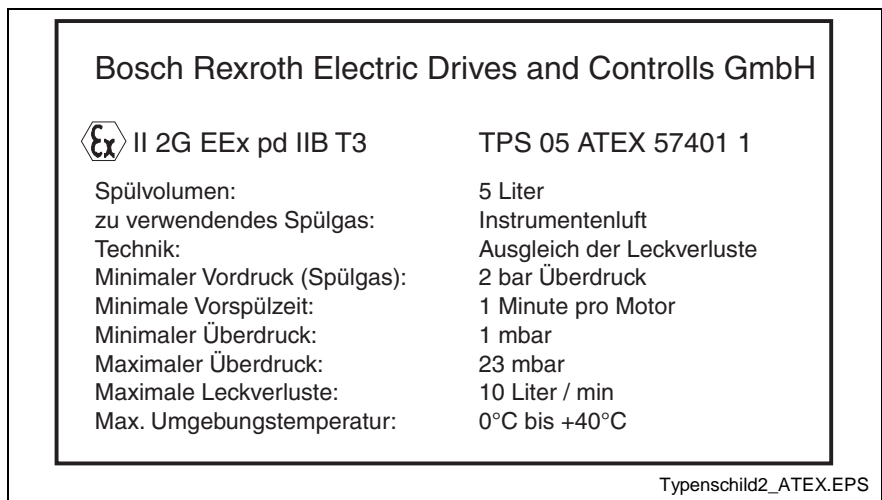 Bosch Rexroth Electric Drives and Controlls GmbH
Ex II 2G EEx pd IIB T3 TPS 05 ATEX 57401 1
Spülvolumen: 5 Liter
zu verwendendes Spülgas: Instrumentenluft
Technik: Ausgleich der Leckverluste
Minimaler Vordruck (Spülgas): 2 bar Überdruck
Minimale Vorspülzeit: 1 Minute pro Motor
Minimaler Überdruck: 1 mbar
Maximaler Überdruck: 23 mbar
Maximale Leckverluste: 10 Liter / min
Max. Umgebungstemperatur: 0°C bis +40°C
Typenschild2_ATEX.EPS